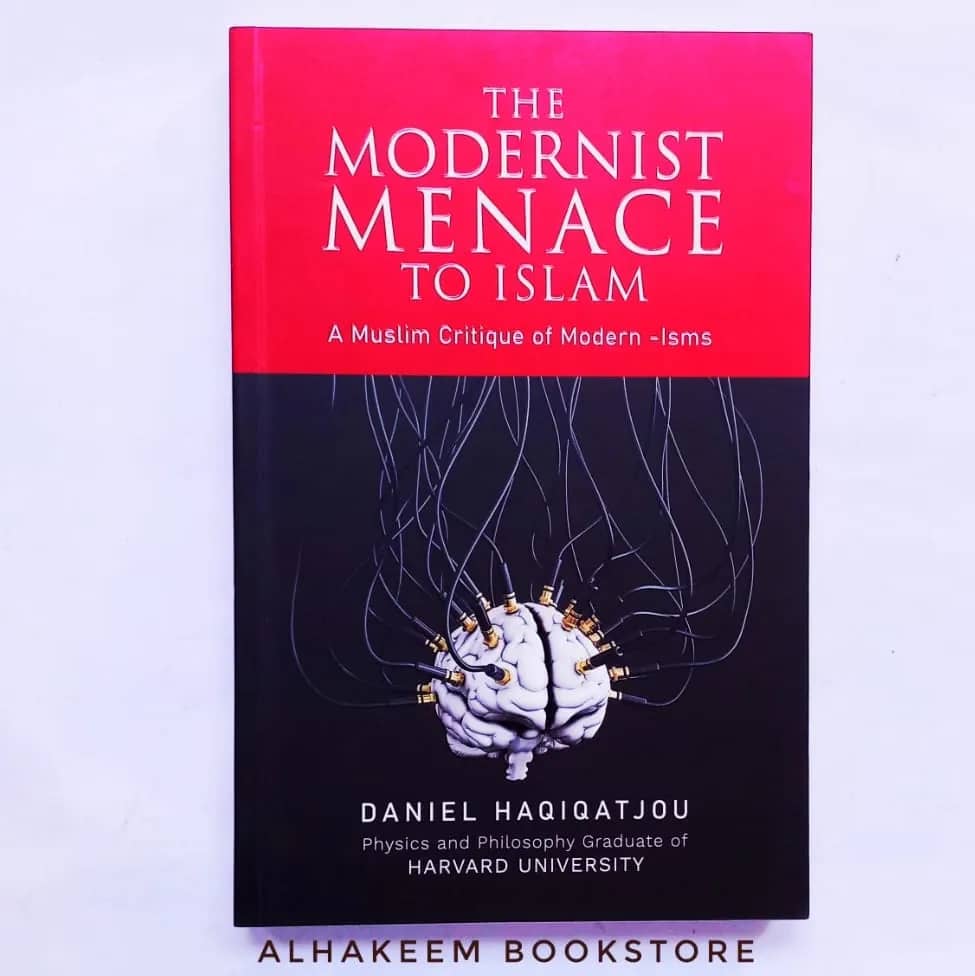 THE
MODERNIST
MENACE
TO ISLAM
A Muslim Critique of Modern -Isms
DANIEL HAQIQATJOU
Physics and Philosophy Graduate of
HARVARD UNIVERSITY
ALHAKEEM BOOKSTORE